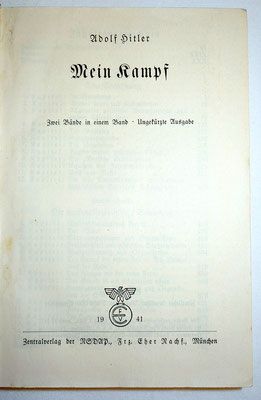 Adolf Hitler
Mein Kampf
Zwei Bände in einem Band · Ungekürzte Ausgabe
19 41
Zentralverlag der NSDAP., Frz. Eher Nachf., München